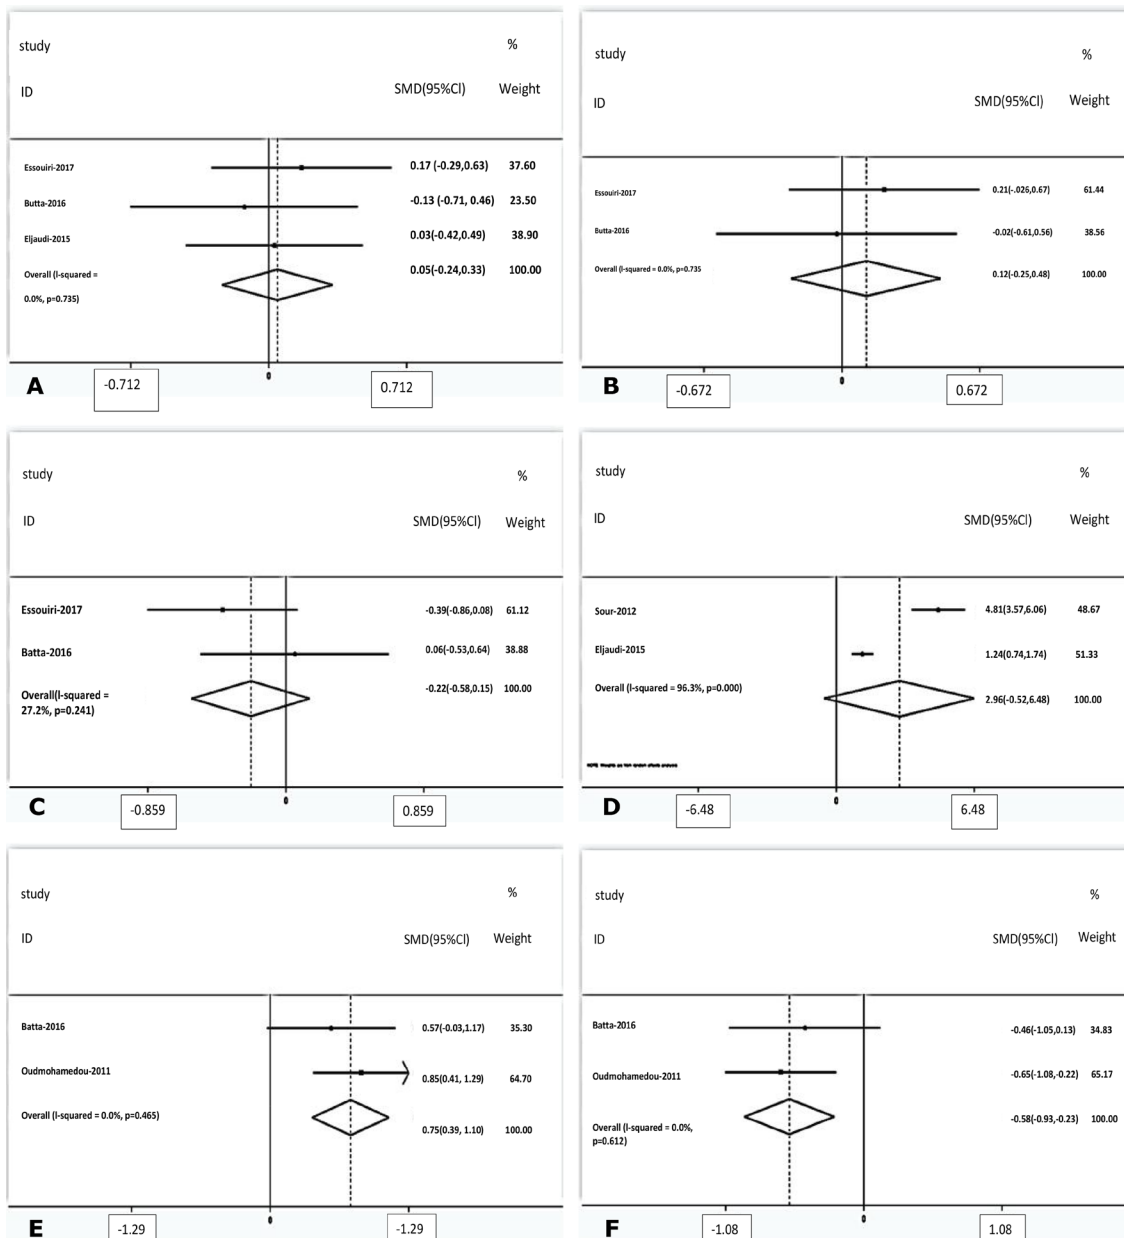 study %
ID SMD(95%Cl) Weight
Essouiri-2017 0.17 (-0.29,0.63) 37.60
Butta-2016 -0.13 (-0.71, 0.46) 23.50
Eljaudi-2015 0.03(-0.42,0.49) 38.90
Overall (I-squared = 0.05(-0.24,0.33) 100.00
0.0%, p=0.735)
A -0.712 0 0.712
study %
ID SMD(95%Cl) Weight
Essouiri-2017 0.21(-.026,0.67) 61.44
Butta-2016 -0.02(-0.61,0.56) 38.56
Overall (I-squared = 0.0%, p=0.735 0.12(-0.25,0.48) 100.00
B -0.672 0 0.672
study %
ID SMD(95%Cl) Weight
Essouiri-2017 -0.39(-0.86,0.08) 61.12
Batta-2016 0.06(-0.53,0.64) 38.88
Overall(I-squared = -0.22(-0.58,0.15) 100.00
27.2%, p=0.241)
C -0.859 0 0.859
study %
ID SMD(95%Cl) Weight
Sour-2012 4.81(3.57,6.06) 48.67
Eljaudi-2015 1.24(0.74,1.74) 51.33
Overall (I-squared = 96.3%, p=0.000) 2.96(-0.52,6.48) 100.00
D -6.48 0 6.48
study %
ID SMD(95%Cl) Weight
Batta-2016 0.57(-0.03,1.17) 35.30
Oudmohamedou-2011 0.85(0.41, 1.29) 64.70
Overall (I-squared = 0.0%, p=0.465) 0.75(0.39, 1.10) 100.00
E -1.29 0 -1.29
study %
ID SMD(95%Cl) Weight
Batta-2016 -0.46(-1.05,0.13) 34.83
Oudmohamedou-2011 -0.65(-1.08,-0.22) 65.17
Overall (I-squared = 0.0%, -0.58(-0.93,-0.23) 100.00
p=0.612)
F -1.08 0 1.08